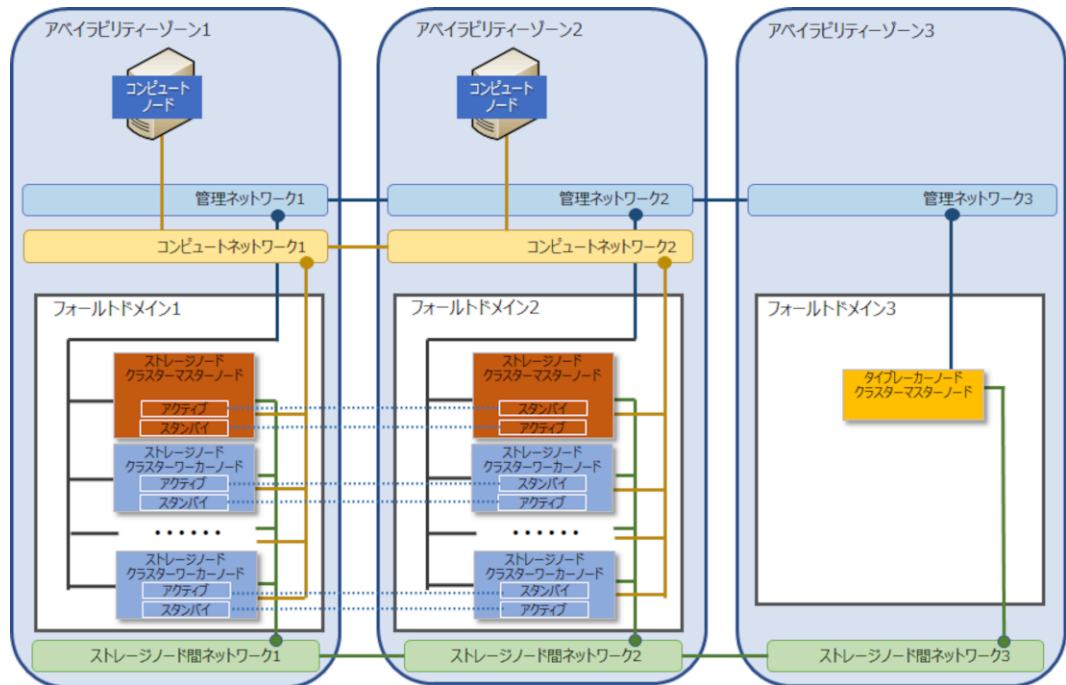 アベイラビリティーゾーン1
コンピュート
ノード
管理ネットワーク1
コンピュートネットワーク1
フォールトドメイン1
ストレージノード
クラスターマスターノード
アクティブ
スタンバイ
ストレージノード
クラスターワーカーノード
アクティブ
スタンバイ
・・・・・・
ストレージノード
クラスターワーカーノード
アクティブ
スタンバイ
ストレージノード間ネットワーク1
アベイラビリティーゾーン2
コンピュート
ノード
管理ネットワーク2
コンピュートネットワーク2
フォールトドメイン2
ストレージノード
クラスターマスターノード
スタンバイ
アクティブ
ストレージノード
クラスターワーカーノード
スタンバイ
アクティブ
・・・・・・
ストレージノード
クラスターワーカーノード
スタンバイ
アクティブ
ストレージノード間ネットワーク2
アベイラビリティーゾーン3
管理ネットワーク3
フォールトドメイン3
タイブレーカーノード
クラスターマスターノード
ストレージノード間ネットワーク3